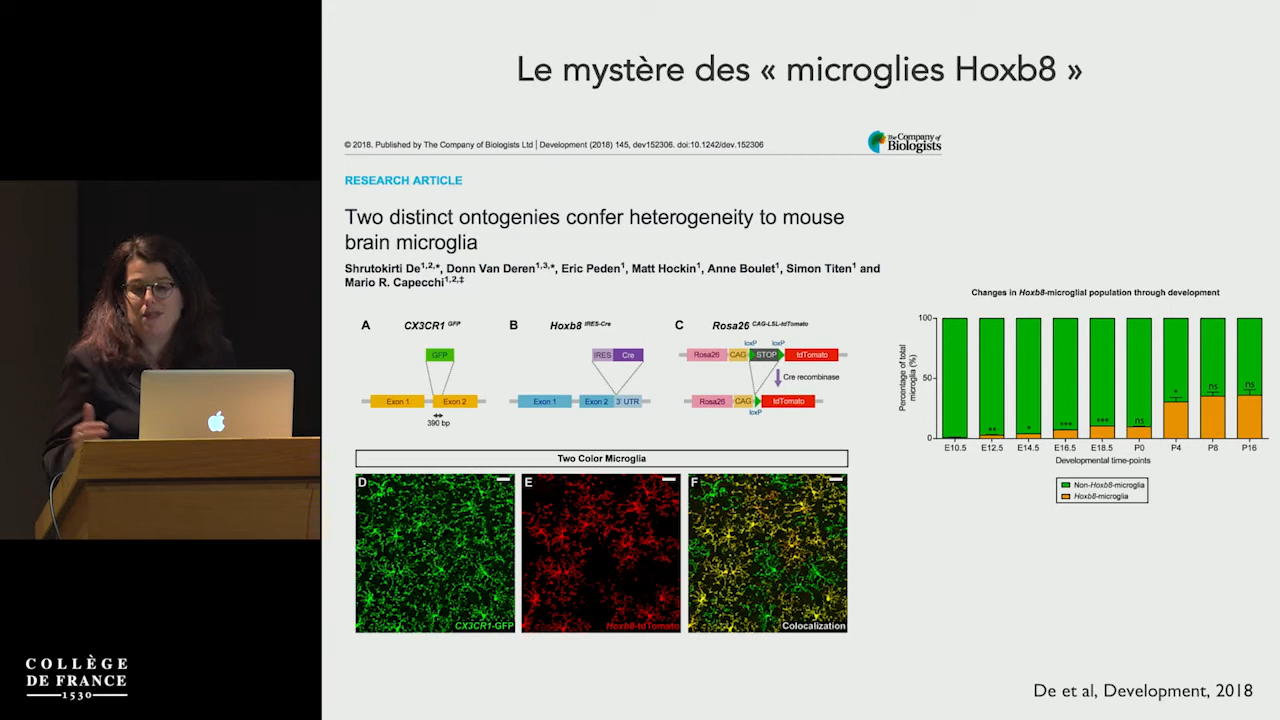 Le mystère des « microglies Hoxb8 »
© 2018. Published by The Company of Biologists Ltd | Development (2018) 145, dev152306. doi:10.1242/dev.152306
The Company of
Biologists
RESEARCH ARTICLE
Two distinct ontogenies confer heterogeneity to mouse
brain microglia
Shrutokirti De1,2,*, Donn Van Deren1,3,*, Eric Peden1, Matt Hockin1, Anne Boulet1, Simon Titen1 and
Mario R. Capecchi1,2,‡
A CX3CR1 GFP
GFP
Exon 1 Exon 2
390 bp
B Hoxb8 IRES-Cre
IRES Cre
Exon 1 Exon 2 3' UTR
C Rosa26 CAG-LSL-tdTomato
loxP loxP
Rosa26 CAG STOP tdTomato
Cre recombinase
Rosa26 CAG tdTomato
loxP
Two Color Microglia
D
CX3CR1-GFP
E
Hoxb8-tdTomato
F
Colocalization
Changes in Hoxb8-microglial population through development
Percentage of total
microglia (%)
100
50
0
** * *** *** ns * ns ns
E10.5 E12.5 E14.5 E16.5 E18.5 P0 P4 P8 P16
Developmental time-points
Non-Hoxb8-microglia
Hoxb8-microglia
De et al, Development, 2018
COLLÈGE
DE FRANCE
1530